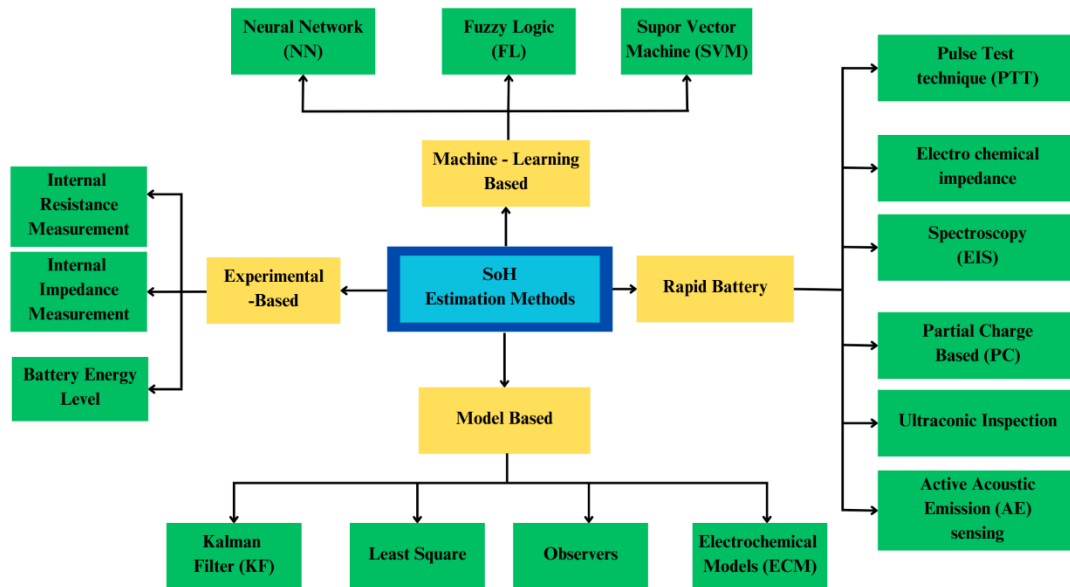 Neural Network
(NN)
Fuzzy Logic
(FL)
Supor Vector
Machine (SVM)
Pulse Test
technique (PTT)
Machine - Learning
Based
Electro chemical
impedance
Internal
Resistance
Measurement
Spectroscopy
(EIS)
Internal
Impedance
Measurement
Experimental
-Based
SoH
Estimation Methods
Rapid Battery
Partial Charge
Based (PC)
Battery Energy
Level
Model Based
Ultraconic Inspection
Active Acoustic
Emission (AE)
sensing
Kalman
Filter (KF)
Least Square
Observers
Electrochemical
Models (ECM)